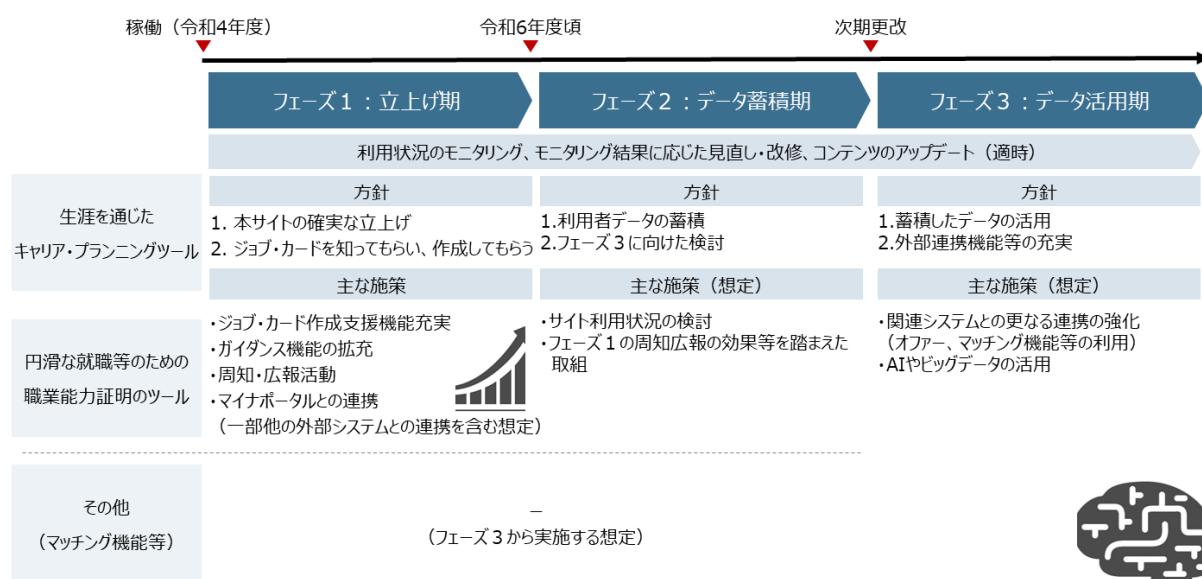 稼働（令和4年度）
令和6年度頃
次期更改
フェーズ１：立上げ期
フェーズ２：データ蓄積期
フェーズ３：データ活用期
利用状況のモニタリング、モニタリング結果に応じた見直し・改修、コンテンツのアップデート（適時）
生涯を通じた
キャリア・プランニングツール
方針
1. 本サイトの確実な立上げ
2. ジョブ・カードを知ってもらい、作成してもらう
方針
1.利用者データの蓄積
2.フェーズ３に向けた検討
方針
1.蓄積したデータの活用
2.外部連携機能等の充実
円滑な就職等のための
職業能力証明のツール
主な施策
・ジョブ・カード作成支援機能充実
・ガイダンス機能の拡充
・周知・広報活動
・マイナポータルとの連携
（一部他の外部システムとの連携を含む想定）
主な施策（想定）
・サイト利用状況の検討
・フェーズ１の周知広報の効果等を踏まえた
取組
主な施策（想定）
・関連システムとの更なる連携の強化
（オファー、マッチング機能等の利用）
・AIやビッグデータの活用
その他
（マッチング機能等）
－
（フェーズ３から実施する想定）